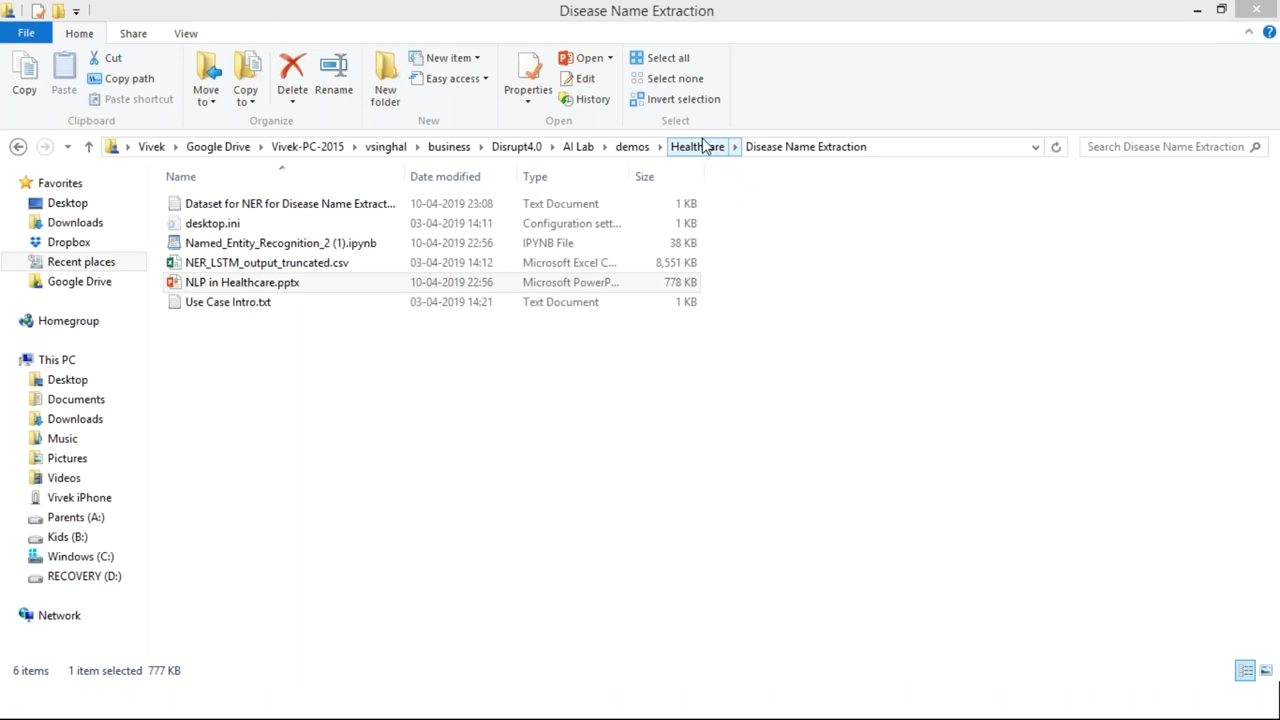 Disease Name Extraction
File Home Share View
Copy
Paste
Cut
Copy path
Paste shortcut
Clipboard
Move to
Copy to
Delete
Rename
Organize
New folder
New item
Easy access
New
Properties
Open
Edit
History
Open
Select all
Select none
Invert selection
Select
Vivek Google Drive Vivek-PC-2015 vsinghal business Disrupt4.0 AI Lab demos Healthcare Disease Name Extraction
Search Disease Name Extraction
Favorites
Desktop
Downloads
Dropbox
Recent places
Google Drive
Homegroup
This PC
Desktop
Documents
Downloads
Music
Pictures
Videos
Vivek iPhone
Parents (A:)
Kids (B:)
Windows (C:)
RECOVERY (D:)
Network
Name Date modified Type Size
Dataset for NER for Disease Name Extract... 10-04-2019 23:08 Text Document 1 KB
desktop.ini 03-04-2019 14:11 Configuration sett... 1 KB
Named_Entity_Recognition_2 (1).ipynb 10-04-2019 22:56 IPYNB File 38 KB
NER_LSTM_output_truncated.csv 03-04-2019 14:12 Microsoft Excel C... 8,551 KB
NLP in Healthcare.pptx 10-04-2019 22:56 Microsoft PowerP... 778 KB
Use Case Intro.txt 03-04-2019 14:21 Text Document 1 KB
6 items 1 item selected 777 KB